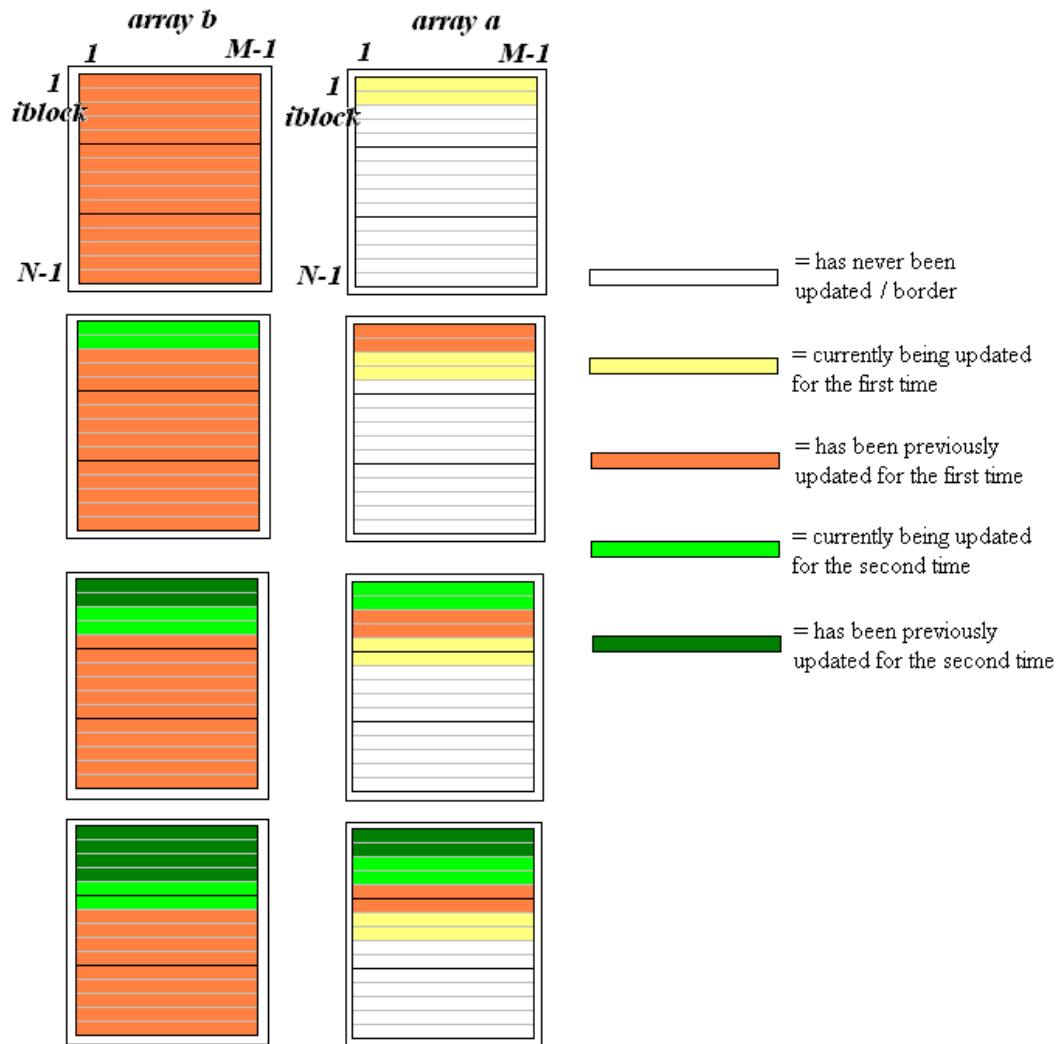 array b
array a
1
M-1
1
M-1
1
iblock
1
iblock
N-1
N-1
= has never been
updated / border
= currently being updated
for the first time
= has been previously
updated for the first time
= currently being updated
for the second time
= has been previously
updated for the second time